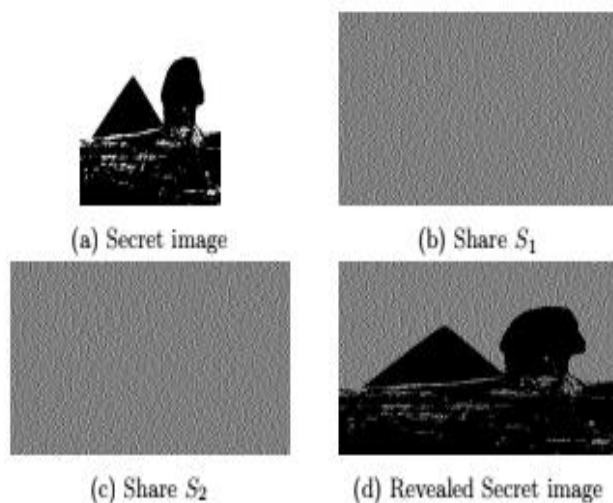 (a) Secret image
(b) Share S₁
(c) Share S₂
(d) Revealed Secret image